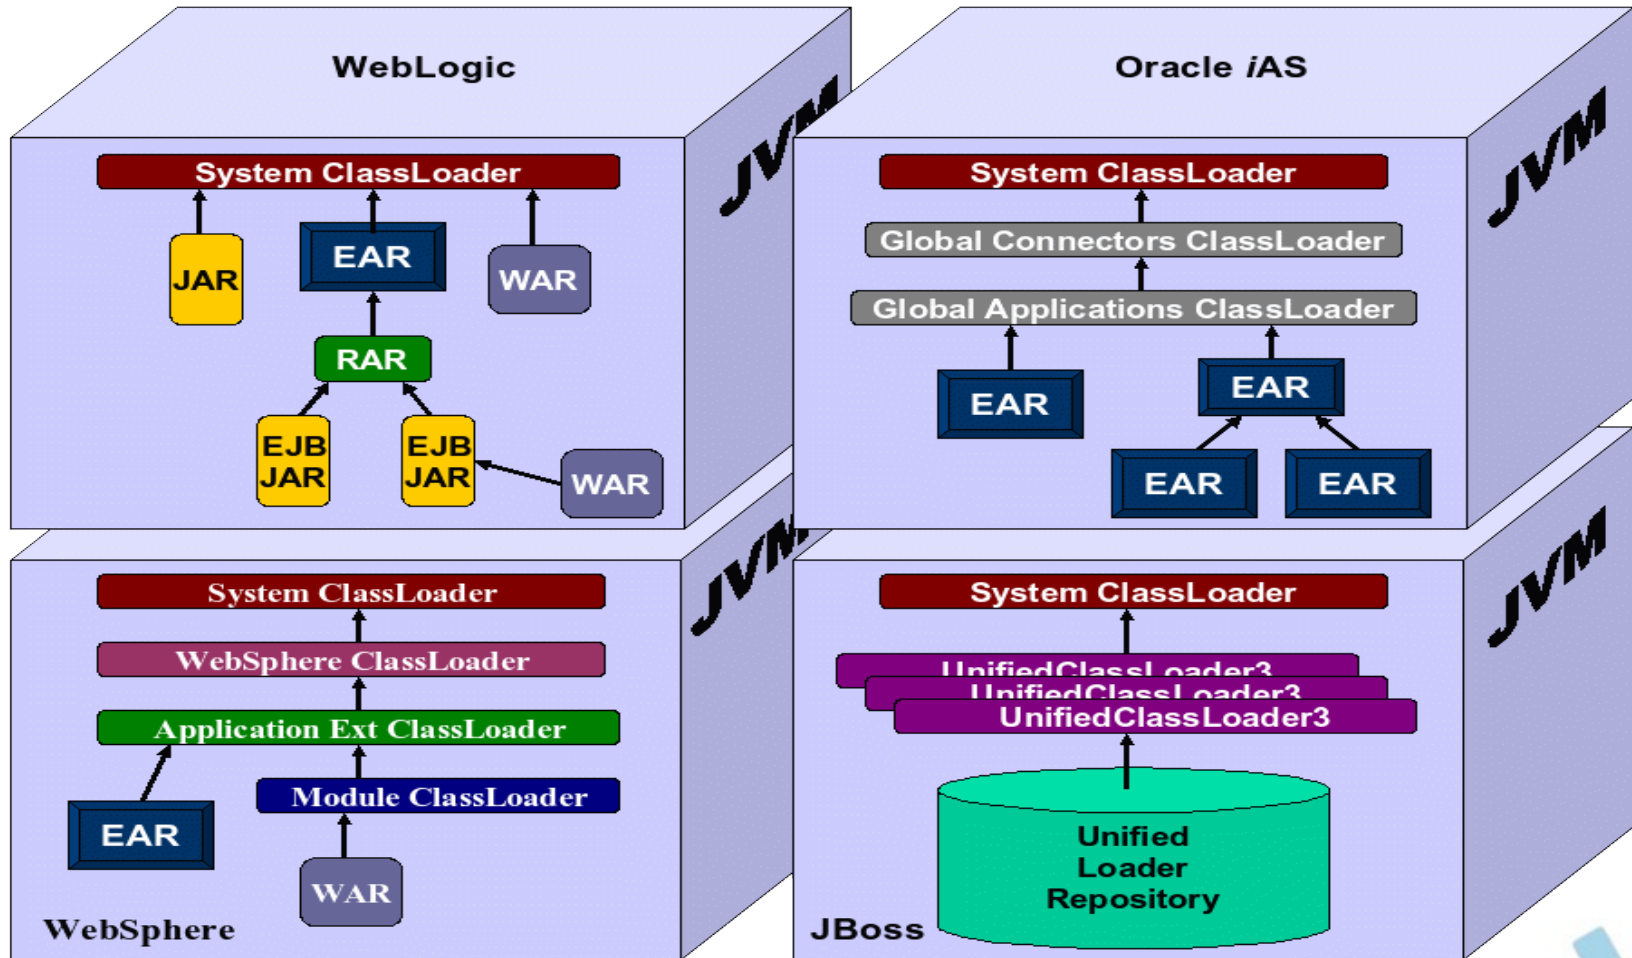 WebLogic
JVM
System ClassLoader
JAR
EAR
WAR
RAR
EJB
JAR
EJB
JAR
WAR
Oracle iAS
JVM
System ClassLoader
Global Connectors ClassLoader
Global Applications ClassLoader
EAR
EAR
EAR
EAR
JVM
System ClassLoader
WebSphere ClassLoader
Application Ext ClassLoader
Module ClassLoader
EAR
WAR
WebSphere
JVM
System ClassLoader
UnifiedClassLoader3
UnifiedClassLoader3
UnifiedClassLoader3
Unified
Loader
Repository
JBoss